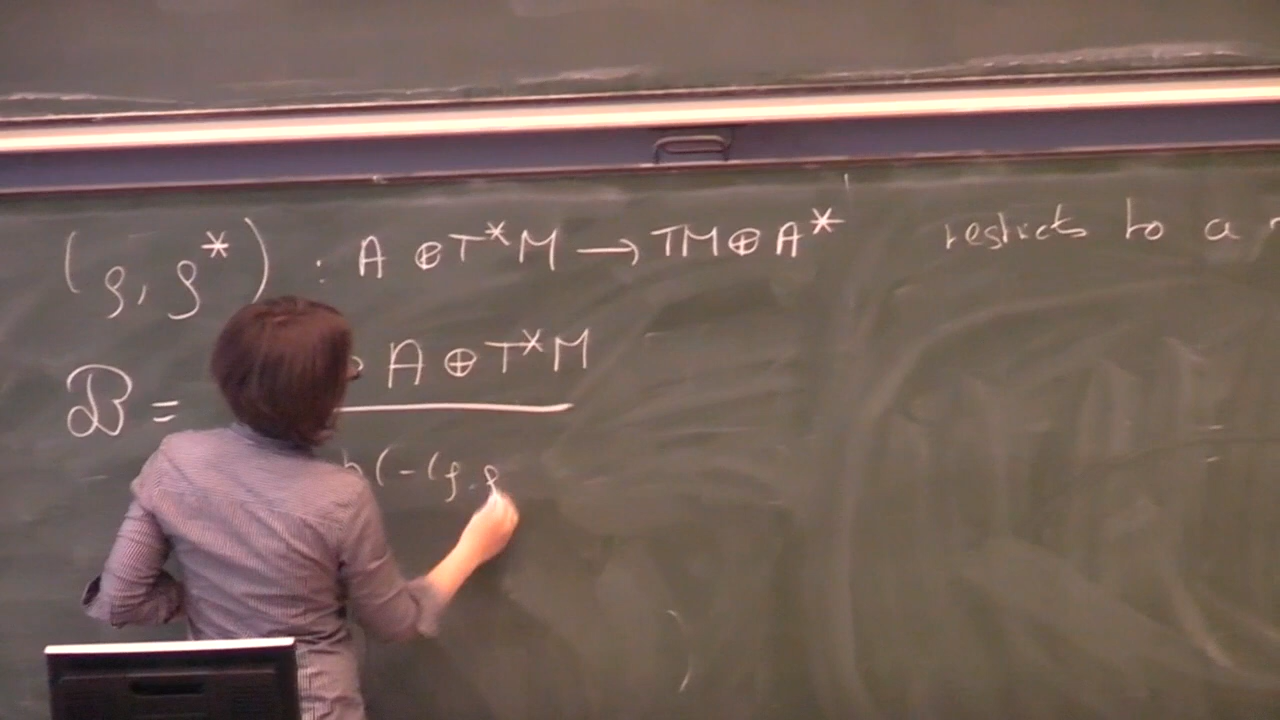 (ρ, ρ*) : A ⊕ T*M → TM ⊕ A* restricts to a
B = A ⊕ T*M
(-(ρ, ρ